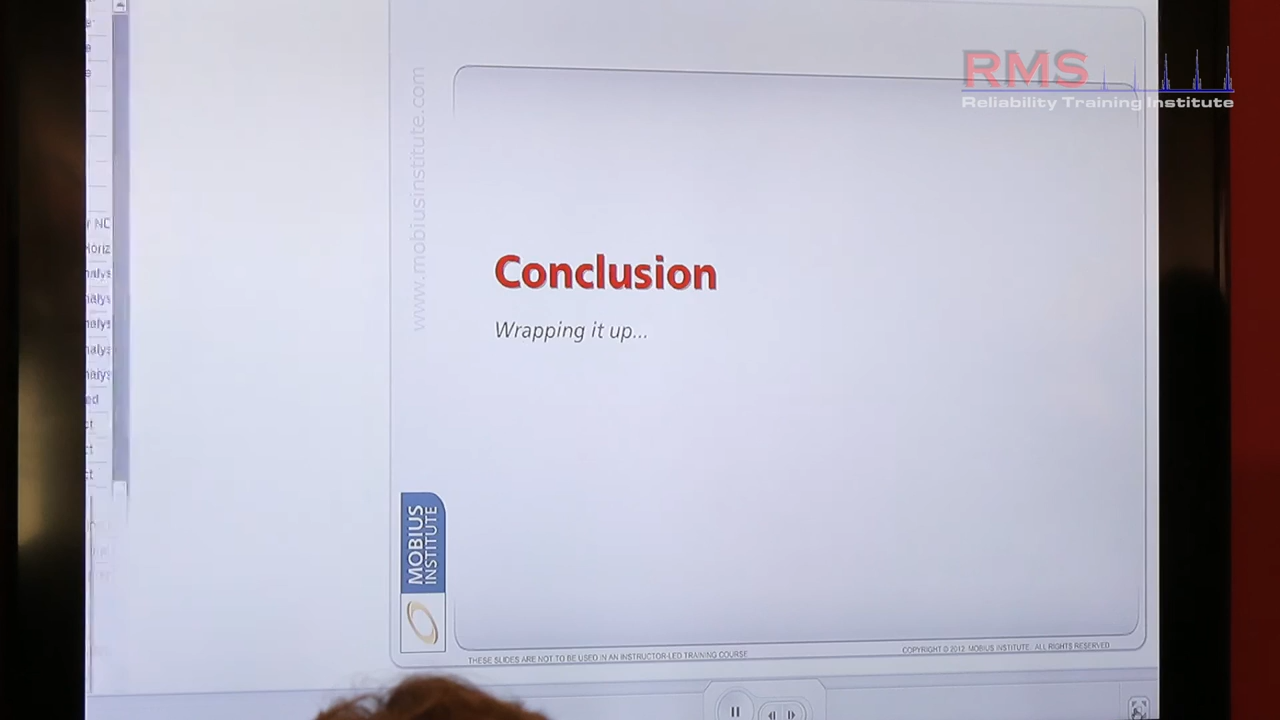 RMS
Reliability Training Institute
www.mobiusinstitute.com
Conclusion
Wrapping it up...
MOBIUS
INSTITUTE
THESE SLIDES ARE NOT TO BE USED IN AN INSTRUCTOR-LED TRAINING COURSE
COPYRIGHT © 2012 MOBIUS INSTITUTE. ALL RIGHTS RESERVED